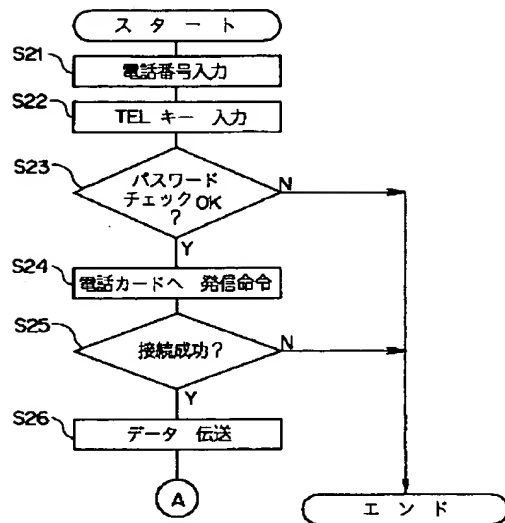 スタート
S21
電話番号入力
S22
TEL キー 入力
S23
パスワード
チェックOK
?
N
Y
S24
電話カードへ 発信命令
S25
接続成功?
N
Y
S26
データ 伝送
A
エンド